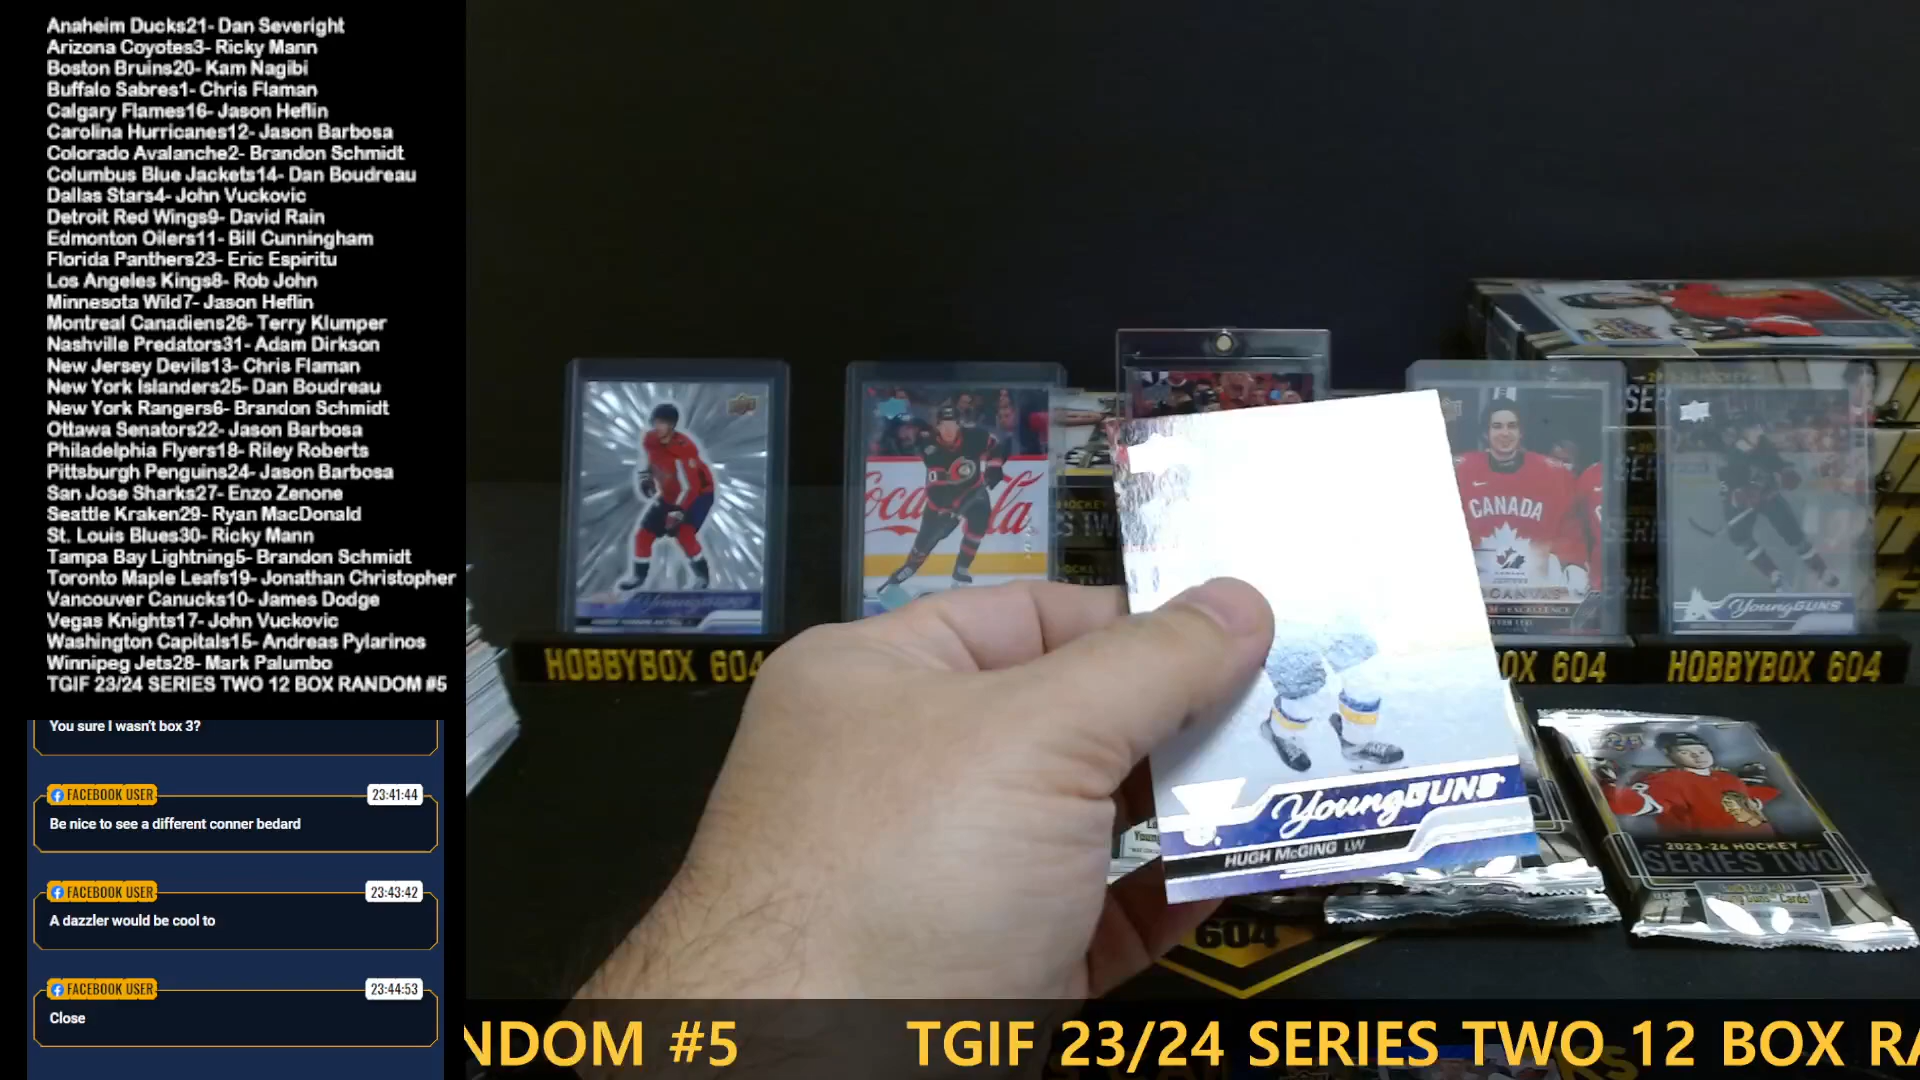 Anaheim Ducks21- Dan Severight
Arizona Coyotes3- Ricky Mann
Boston Bruins20- Kam Nagibi
Buffalo Sabres1- Chris Flaman
Calgary Flames16- Jason Heflin
Carolina Hurricanes12- Jason Barbosa
Colorado Avalanche2- Brandon Schmidt
Columbus Blue Jackets14- Dan Boudreau
Dallas Stars4- John Vuckovic
Detroit Red Wings9- David Rain
Edmonton Oilers11- Bill Cunningham
Florida Panthers23- Eric Espiritu
Los Angeles Kings8- Rob John
Minnesota Wild7- Jason Heflin
Montreal Canadiens26- Terry Klumper
Nashville Predators31- Adam Dirkson
New Jersey Devils13- Chris Flaman
New York Islanders25- Dan Boudreau
New York Rangers6- Brandon Schmidt
Ottawa Senators22- Jason Barbosa
Philadelphia Flyers18- Riley Roberts
Pittsburgh Penguins24- Jason Barbosa
San Jose Sharks27- Enzo Zenone
Seattle Kraken29- Ryan MacDonald
St. Louis Blues30- Ricky Mann
Tampa Bay Lightning5- Brandon Schmidt
Toronto Maple Leafs19- Jonathan Christopher
Vancouver Canucks10- James Dodge
Vegas Knights17- John Vuckovic
Washington Capitals15- Andreas Pylarinos
Winnipeg Jets28- Mark Palumbo
TGIF 23/24 SERIES TWO 12 BOX RANDOM #5
You sure I wasn't box 3?
FACEBOOK USER 23:41:44
Be nice to see a different conner bedard
FACEBOOK USER 23:43:42
A dazzler would be cool to
FACEBOOK USER 23:44:53
Close
Coca Cola
CANADA
Young GUNS
HOBBYBOX 604
OX 604
HOBBYBOX 604
Young GUNS
HUGH McGING LW
2023-24 HOCKEY
SERIES TWO
604
NDOM #5 TGIF 23/24 SERIES TWO 12 BOX RA